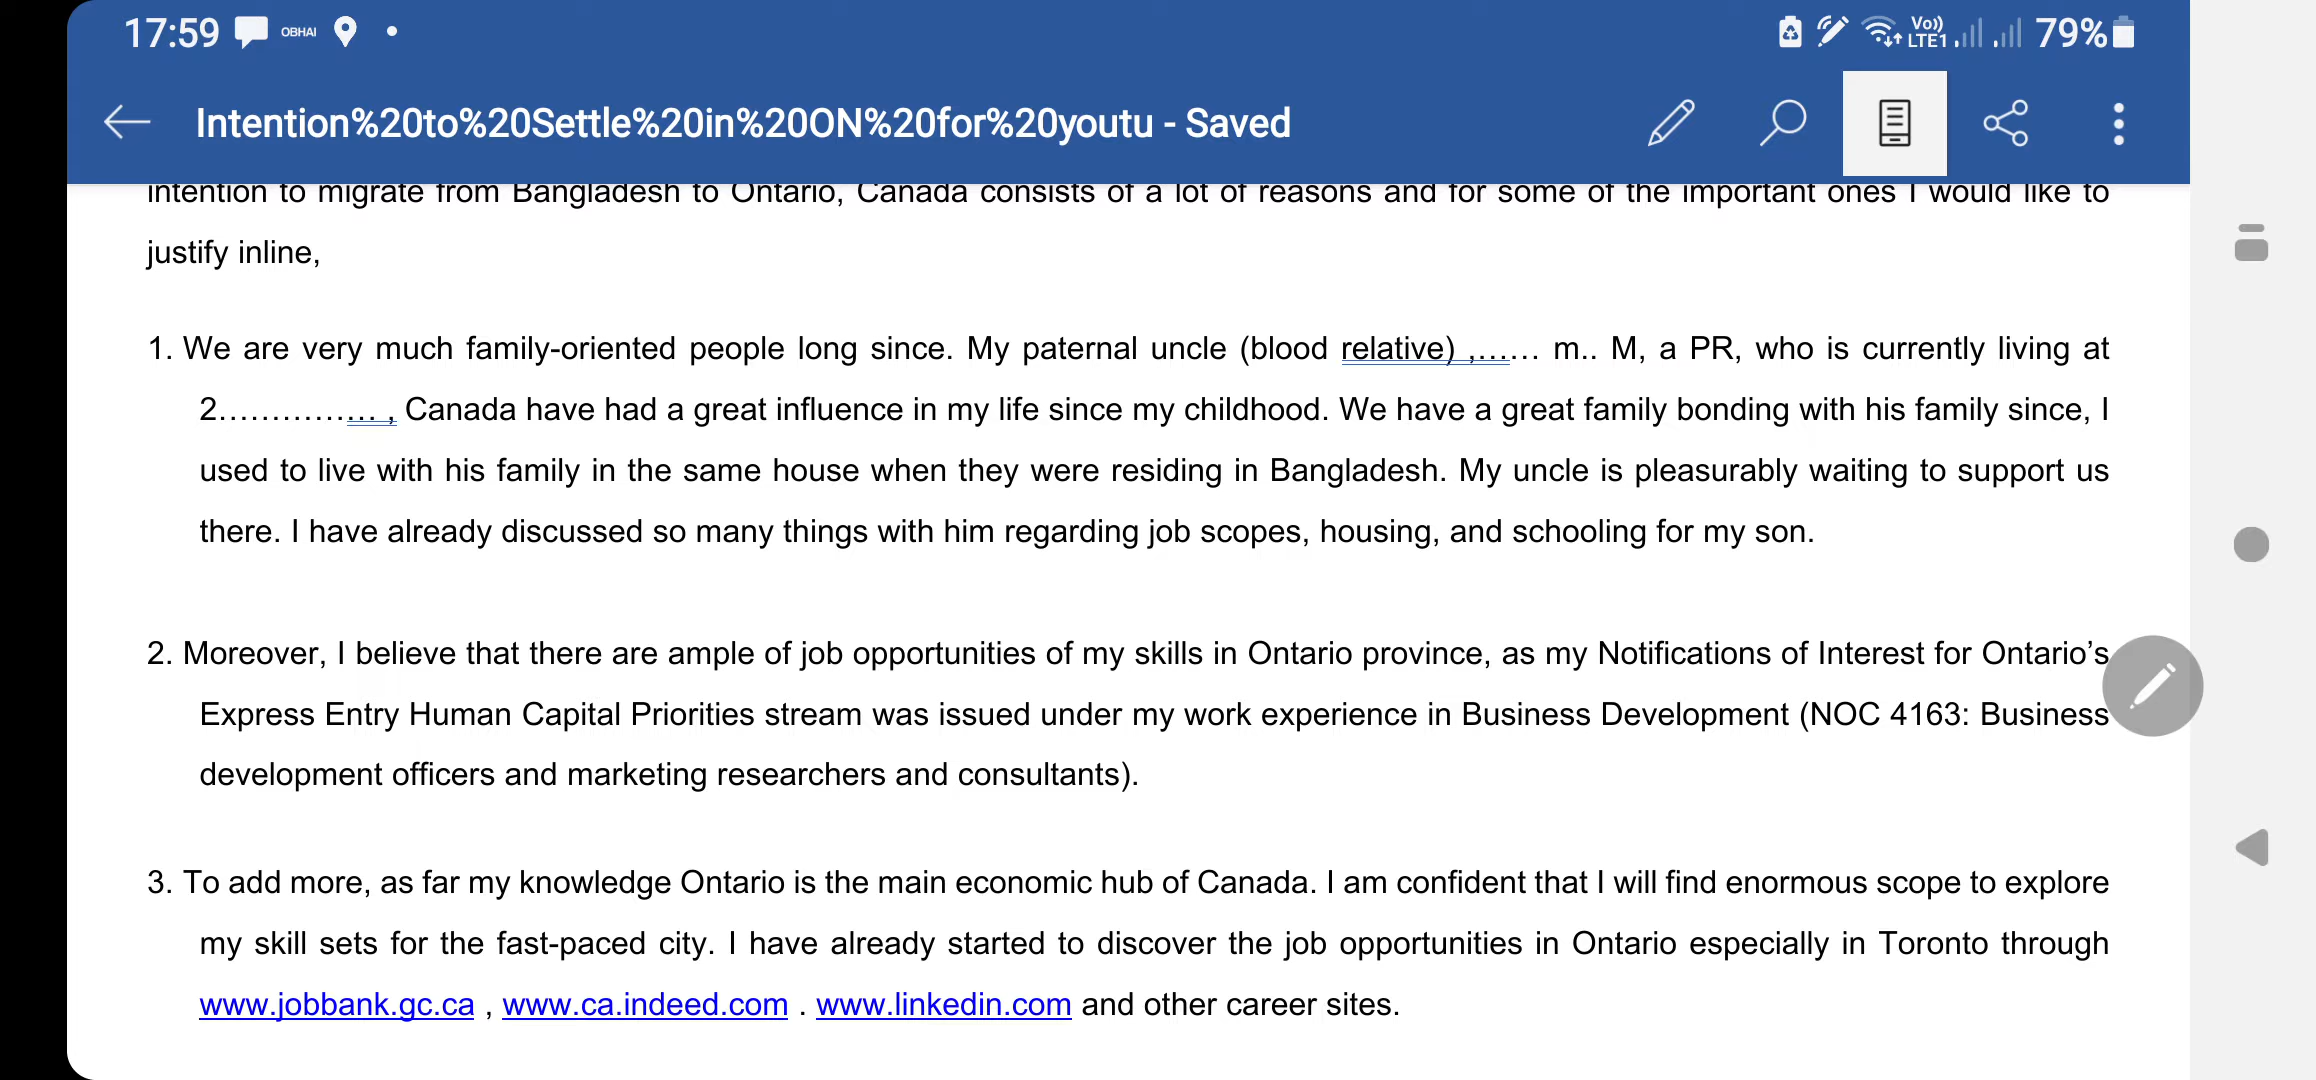 17:59 OBHAI Vo)) LTE1 79%
Intention%20to%20Settle%20in%20ON%20for%20youtu - Saved
intention to migrate from Bangladesh to Ontario, Canada consists of a lot of reasons and for some of the important ones I would like to
justify inline,
1. We are very much family-oriented people long since. My paternal uncle (blood relative) ,…… m.. M, a PR, who is currently living at
2…………… , Canada have had a great influence in my life since my childhood. We have a great family bonding with his family since, I
used to live with his family in the same house when they were residing in Bangladesh. My uncle is pleasurably waiting to support us
there. I have already discussed so many things with him regarding job scopes, housing, and schooling for my son.
2. Moreover, I believe that there are ample of job opportunities of my skills in Ontario province, as my Notifications of Interest for Ontario’s
Express Entry Human Capital Priorities stream was issued under my work experience in Business Development (NOC 4163: Business
development officers and marketing researchers and consultants).
3. To add more, as far my knowledge Ontario is the main economic hub of Canada. I am confident that I will find enormous scope to explore
my skill sets for the fast-paced city. I have already started to discover the job opportunities in Ontario especially in Toronto through
www.jobbank.gc.ca , www.ca.indeed.com . www.linkedin.com and other career sites.